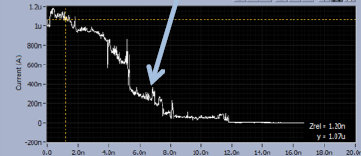 1.2u
1u
800n
600n
400n
200n
0
-200n
Current (A)
0.0 2.0n 4.0n 6.0n 8.0n 10.0n 12.0n 14.0n 16.0n 18.0n 20.0n
Zrel = 1.20n
y = 1.07u